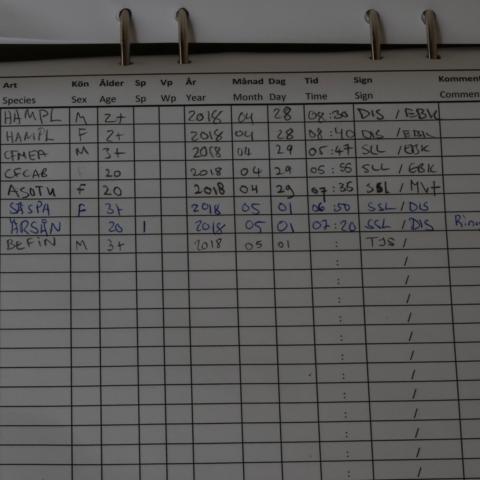 Art Kön Ålder Sp Vp År Månad Dag Tid Sign Komment
Species Sex Age Sp Wp Year Month Day Time Sign Commen
HAMPL M 2+ 2018 04 28 08:30 DIS / EBK
HAMPL F 2+ 2018 04 28 08:40 DIS / EBK
CFMEA M 3+ 2018 04 29 05:47 SLL / EBK
CFCAB 20 2018 04 29 05:55 SLL / EBK
ASOTU F 20 2018 04 29 07:35 SSL /
SÄSPA F 3+ 2018 05 01 06:50 SSL / DIS
ÄRSÅN 20 1 2018 05 01 07:20 SSL / DIS
BEFIN M 3+ 2018 05 01 : TJS /
: /
: /
: /
: /
: /
: /
: /
: /
: /
: /
: /
: /